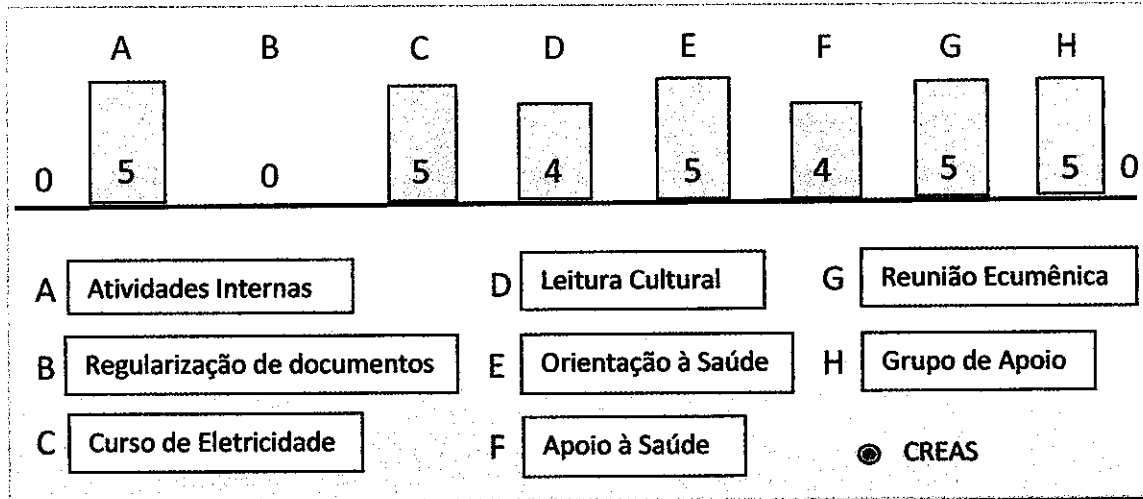 A B C D E F G H
0 5 0 5 4 5 4 5 5 0
A Atividades Internas
D Leitura Cultural
G Reunião Ecumênica
B Regularização de documentos
E Orientação à Saúde
H Grupo de Apoio
C Curso de Eletricidade
F Apoio à Saúde
CREAS